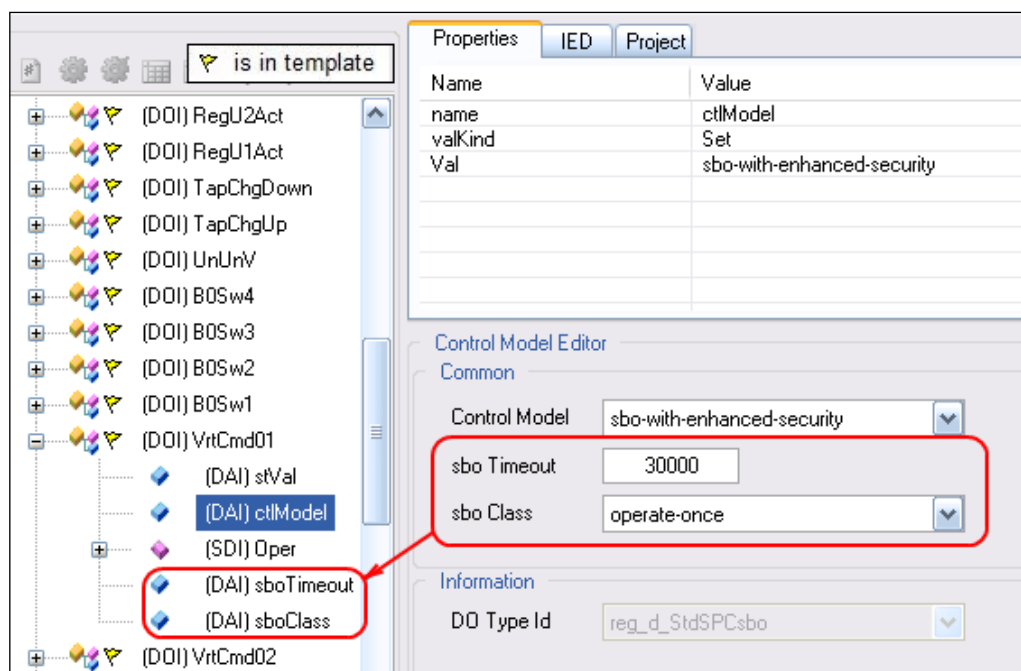 is in template
(DOI) RegU2Act
(DOI) RegU1Act
(DOI) TapChgDown
(DOI) TapChgUp
(DOI) UnUnV
(DOI) B0Sw4
(DOI) B0Sw3
(DOI) B0Sw2
(DOI) B0Sw1
(DOI) VrtCmd01
(DAI) stVal
(DAI) ctlModel
(SDI) Oper
(DAI) sboTimeout
(DAI) sboClass
(DOI) VrtCmd02
Properties IED Project
Name Value
name ctlModel
valKind Set
Val sbo-with-enhanced-security
Control Model Editor
Common
Control Model sbo-with-enhanced-security
sbo Timeout 30000
sbo Class operate-once
Information
DO Type Id reg_d_StdSPCsbo